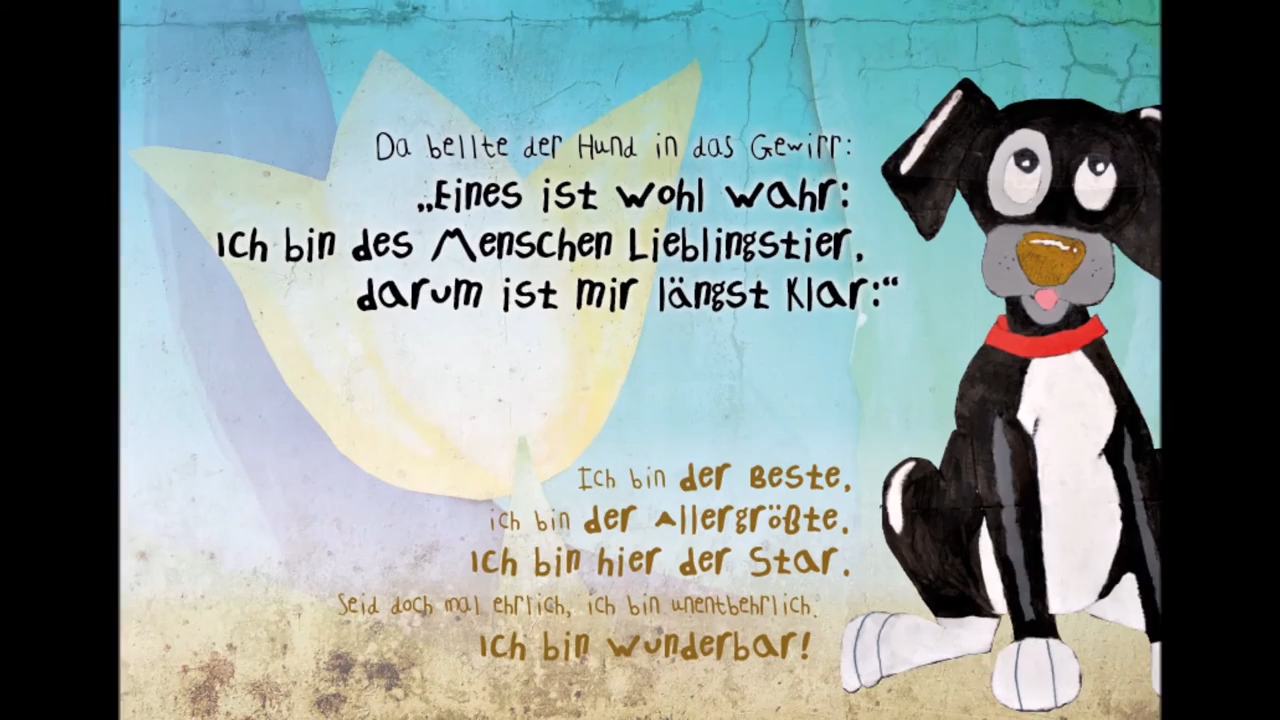 Da bellte der Hund in das Gewirr:
„Eines ist wohl wahr:
Ich bin des Menschen Lieblingstier,
darum ist mir längst klar:“
Ich bin der Beste,
ich bin der Allergrößte.
Ich bin hier der Star.
Seid doch mal ehrlich, ich bin unentbehrlich.
Ich bin wunderbar!